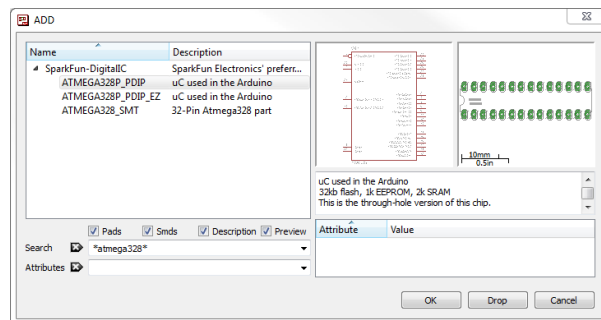 ADD
Name Description
SparkFun-DigitalIC SparkFun Electronics' preferr...
ATMEGA328P_PDIP uC used in the Arduino
ATMEGA328P_PDIP_EZ uC used in the Arduino
ATMEGA328_SMT 32-Pin Atmega328 part
10mm
0.5in
uC used in the Arduino
32kb flash, 1k EEPROM, 2k SRAM
This is the through-hole version of this chip.
Pads Smds Description Preview
Attribute Value
Search *atmega328*
Attributes
OK Drop Cancel